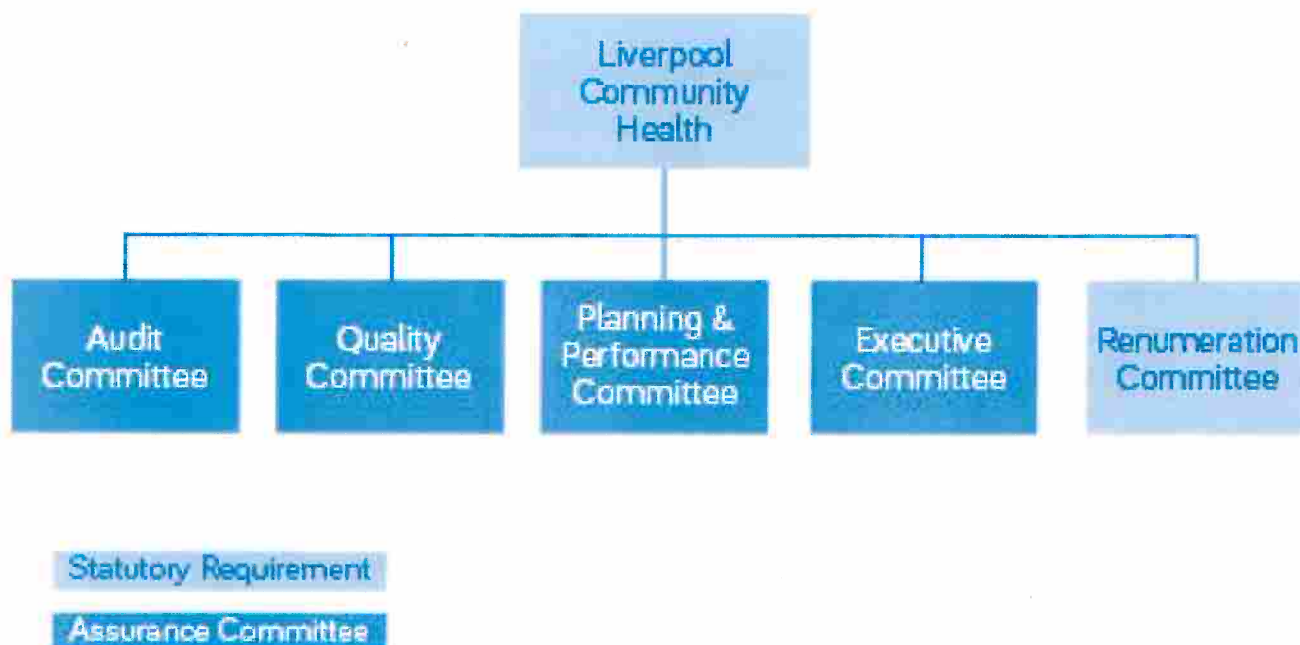 Liverpool
Community
Health
Audit
Committee
Quality
Committee
Planning &
Performance
Committee
Executive
Committee
Renumeration
Committee
Statutory Requirement
Assurance Committee